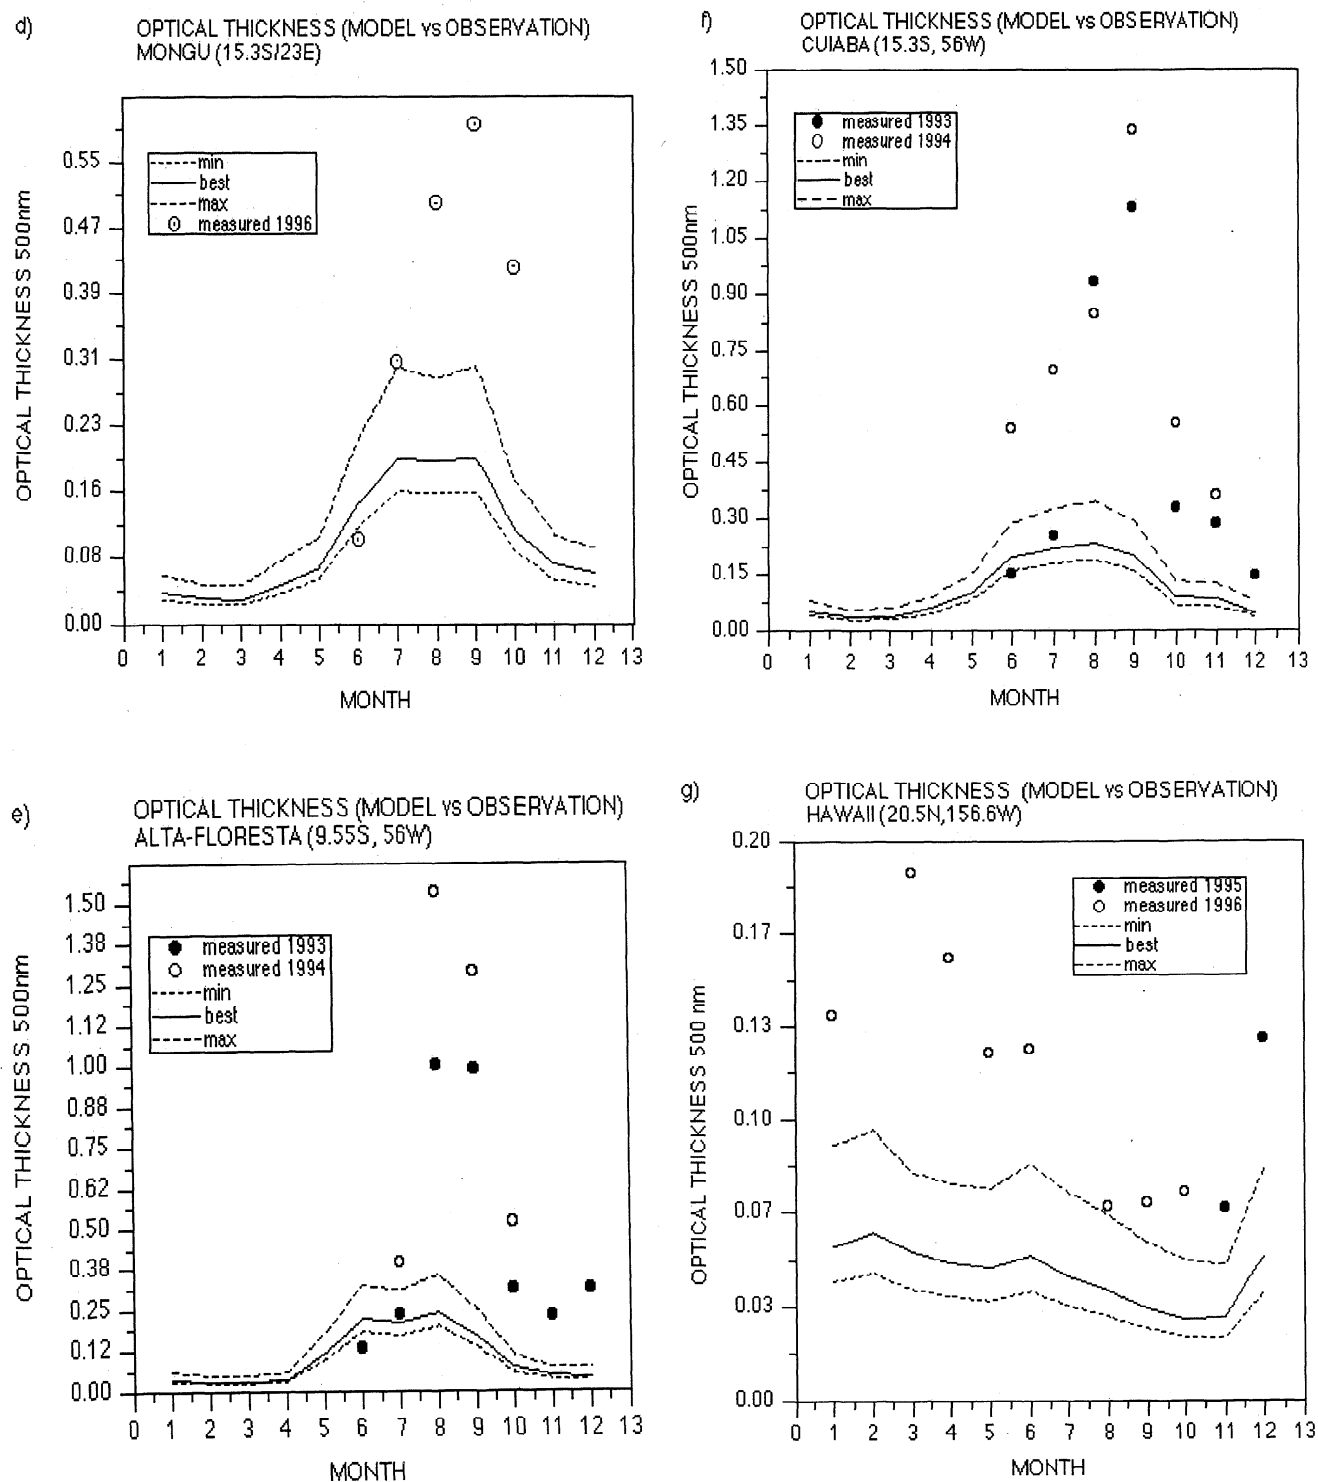 d)
OPTICAL THICKNESS (MODEL vs OBSERVATION)
MONGU (15.3S/23E)
OPTICAL THICKNESS 500nm
0.55
0.47
0.39
0.31
0.23
0.16
0.08
0.00
min
best
max
measured 1996
0 1 2 3 4 5 6 7 8 9 10 11 12 13
MONTH
f)
OPTICAL THICKNESS (MODEL vs OBSERVATION)
CUIABA (15.3S, 56W)
OPTICAL THICKNESS 500nm
1.50
1.35
1.20
1.05
0.90
0.75
0.60
0.45
0.30
0.15
0.00
measured 1993
measured 1994
min
best
max
0 1 2 3 4 5 6 7 8 9 10 11 12 13
MONTH
e)
OPTICAL THICKNESS (MODEL vs OBSERVATION)
ALTA-FLORESTA (9.55S, 56W)
OPTICAL THICKNESS 500nm
1.50
1.38
1.25
1.12
1.00
0.88
0.75
0.62
0.50
0.38
0.25
0.12
0.00
measured 1993
measured 1994
min
best
max
0 1 2 3 4 5 6 7 8 9 10 11 12 13
MONTH
g)
OPTICAL THICKNESS (MODEL vs OBSERVATION)
HAWAII (20.5N,156.6W)
OPTICAL THICKNESS 500 nm
0.20
0.17
0.13
0.10
0.07
0.03
0.00
measured 1995
measured 1996
min
best
max
0 1 2 3 4 5 6 7 8 9 10 11 12 13
MONTH